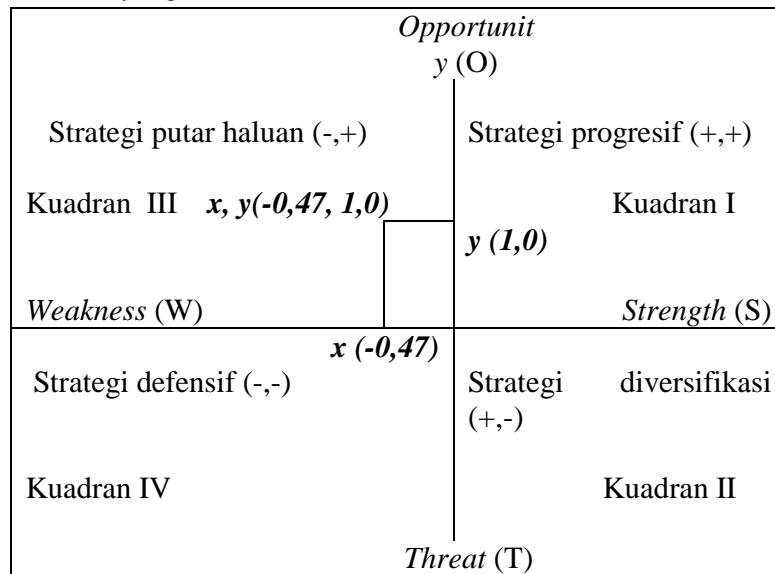 Opportunit
y (O)
Strategi putar haluan (-,+)
Strategi progresif (+,+)
Kuadran III x, y(-0,47, 1,0)
Kuadran I
y (1,0)
Weakness (W)
Strength (S)
x (-0,47)
Strategi defensif (-,-)
Strategi diversifikasi
(+,-)
Kuadran IV
Kuadran II
Threat (T)